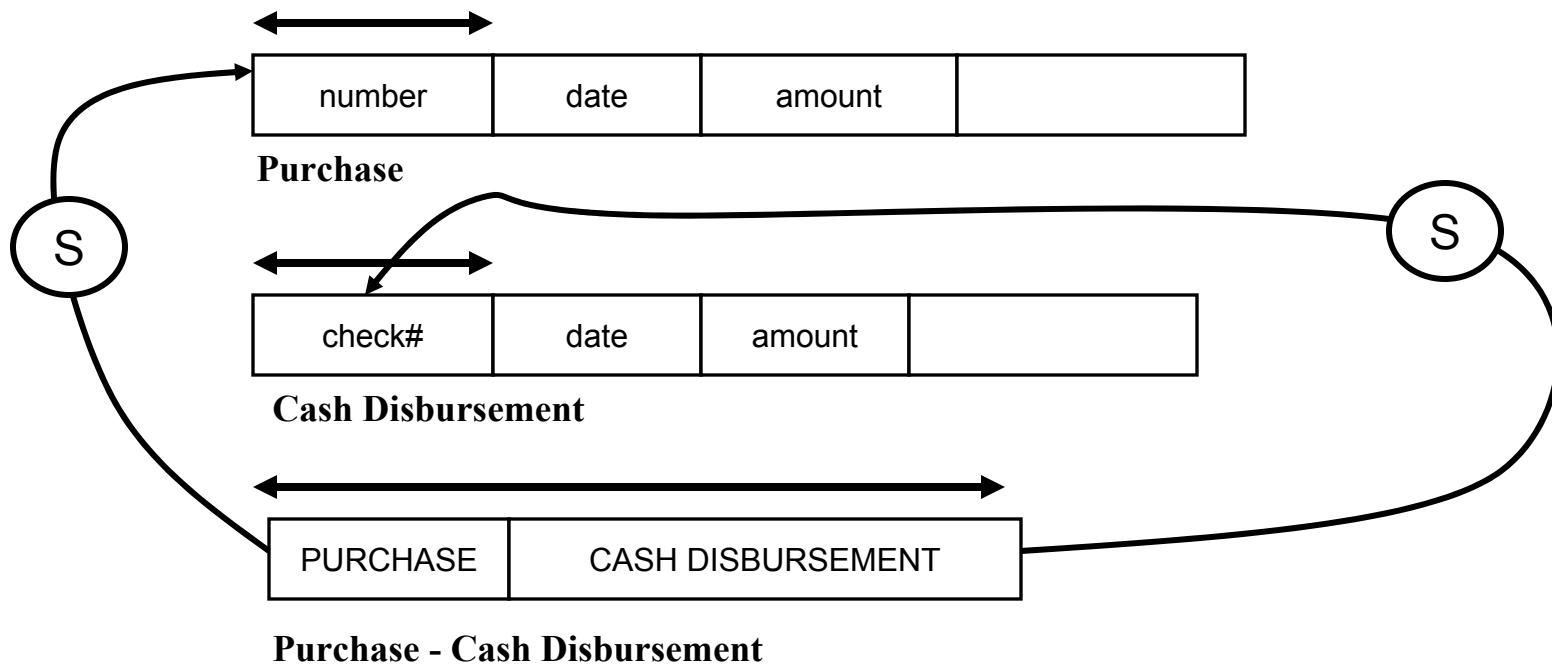 number date amount
Purchase
S
S
check# date amount
Cash Disbursement
PURCHASE CASH DISBURSEMENT
Purchase - Cash Disbursement